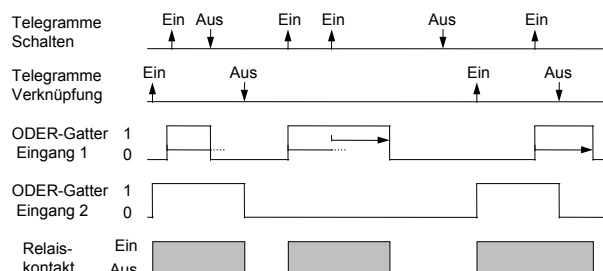 Telegramme Schalten
Ein Aus Ein Ein Aus Ein
Telegramme Verknüpfung
Ein Aus Ein Aus
ODER-Gatter 1
Eingang 1 0
ODER-Gatter 1
Eingang 2 0
Relais- Ein
kontakt Aus